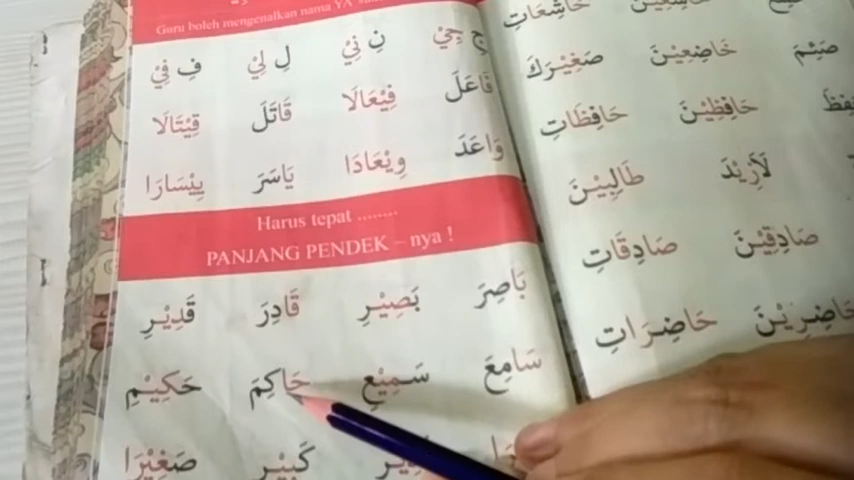 Guru boleh mengenalkan nama YA
جِ جِيْ نِ نِيْ لِ لِيْ فِ فِيْ
قَاعَلَ فِيْعَالَا قَاتَلَ قِيْتَالَا
وَاعَدَ وِيْعَادَا يَاسَرَ يِيْسَارَا
Harus tepat ........
PANJANG PENDEK – nya !
بَاصِرَ بَصِيْرِ قَادِرَ قَدِيْرِ
سَامِعَ سَمِيْعِ حَاكِمَ حَكِيْمِ
كَبِيْرِ صَغِيْرَا
خَاشِعَاتِ
خَاضِعِيْنَ صَغِيْرَكَ
حَافِظِيْنَ حَافِظَاتِ
لَأَزِيْدَ طَالِبِيْنَ
صَادِقِيْنَ صَادِقَاتِ
حَاضِرِيْنَ حَاضِرَاتِ